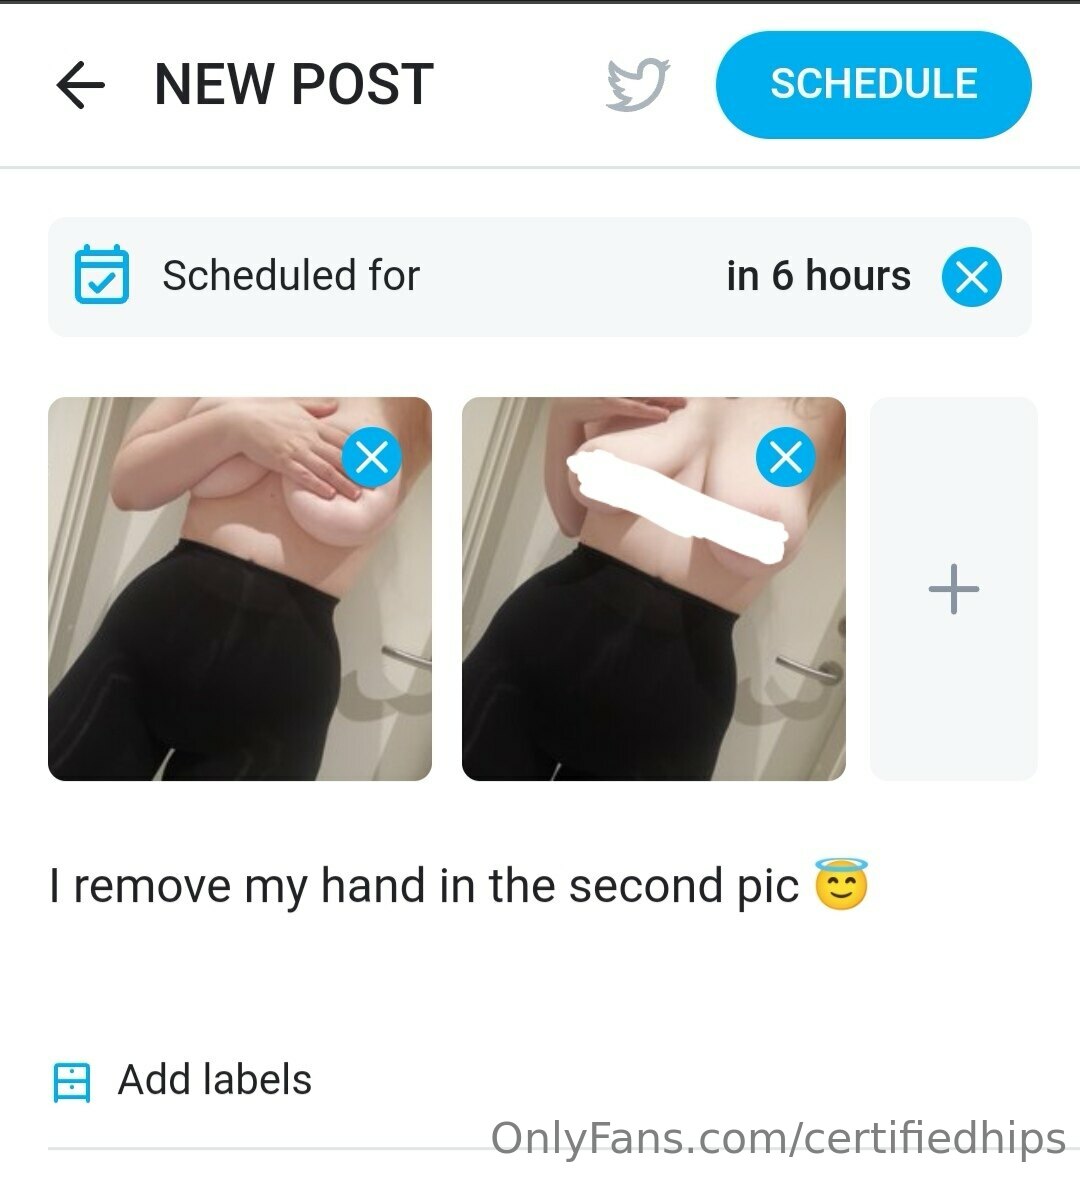 NEW POST
SCHEDULE
Scheduled for
in 6 hours
I remove my hand in the second pic 😇
Add labels
OnlyFans.com/certifiedhips